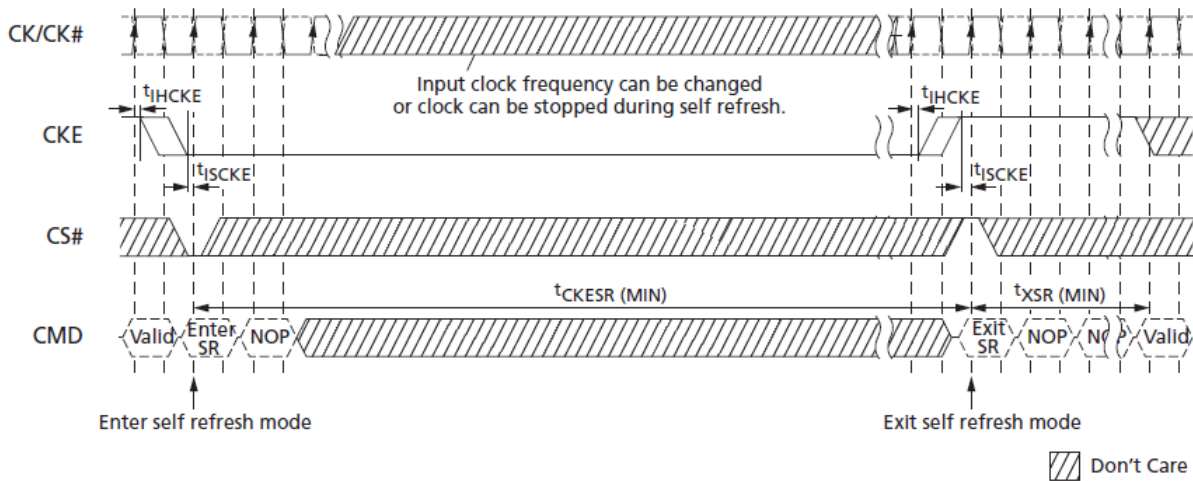 CK/CK#
Input clock frequency can be changed
or clock can be stopped during self refresh.
tIHCKE
tIHCKE
CKE
tISCKE
tISCKE
CS#
tCKESR (MIN)
tXSR (MIN)
CMD
Valid
Enter
SR
NOP
Exit
SR
NOP
NOP
Valid
Enter self refresh mode
Exit self refresh mode
Don't Care